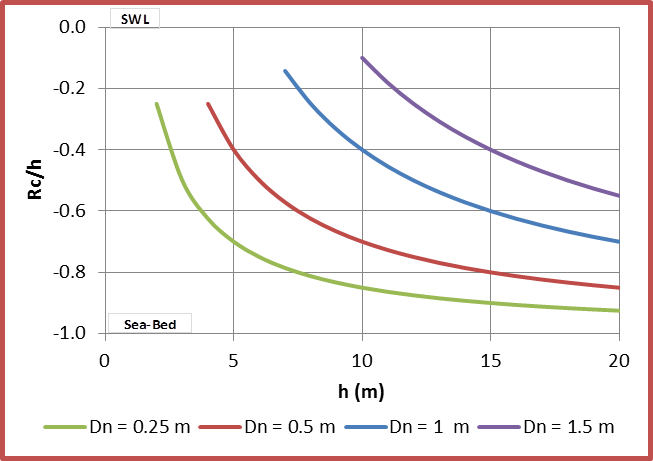 SWL
0.0
-0.2
-0.4
-0.6
-0.8
-1.0
Rc/h
Sea-Bed
0 5 10 15 20
h (m)
Dn = 0.25 m Dn = 0.5 m Dn = 1 m Dn = 1.5 m